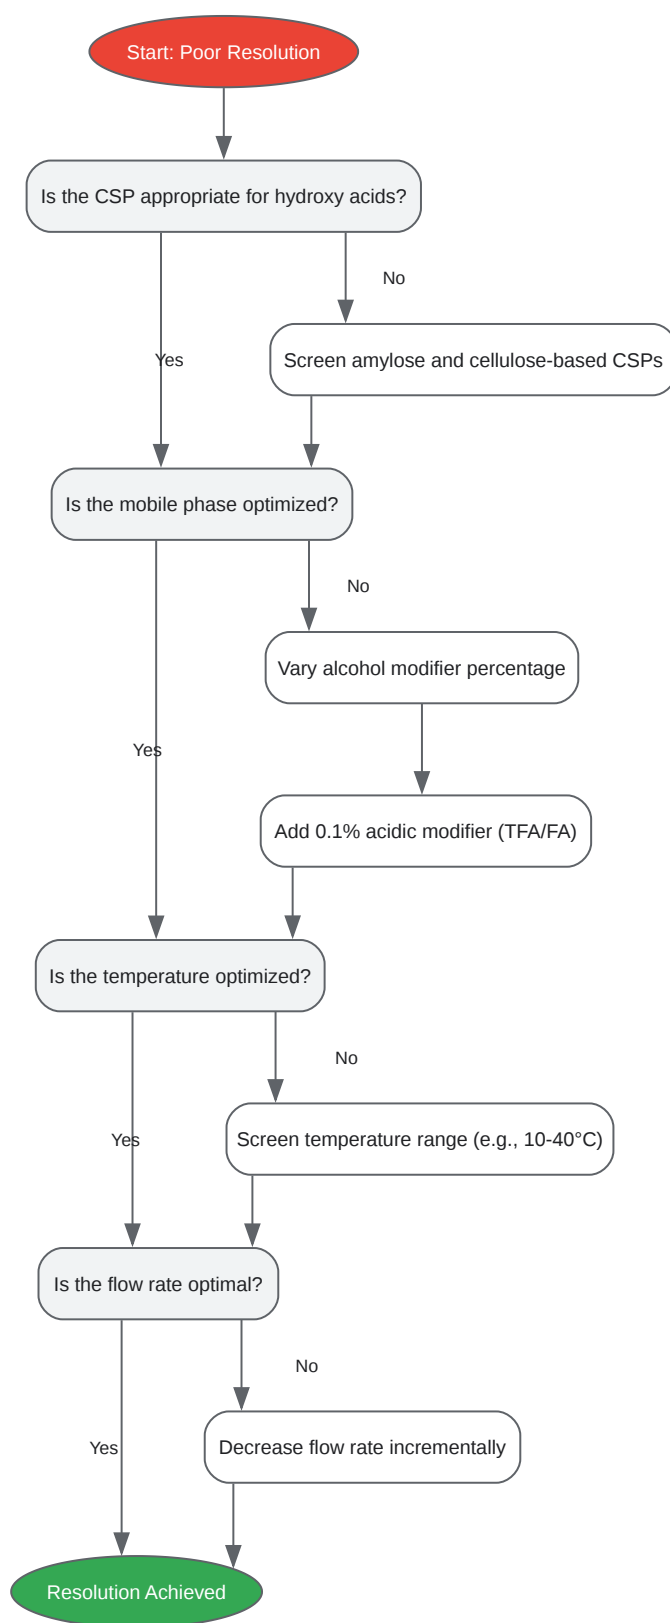 Start: Poor Resolution
Is the CSP appropriate for hydroxy acids?
No
Yes
Screen amylose and cellulose-based CSPs
Is the mobile phase optimized?
No
Vary alcohol modifier percentage
Yes
Add 0.1% acidic modifier (TFA/FA)
Is the temperature optimized?
No
Yes
Screen temperature range (e.g., 10-40°C)
Is the flow rate optimal?
No
Yes
Decrease flow rate incrementally
Resolution Achieved